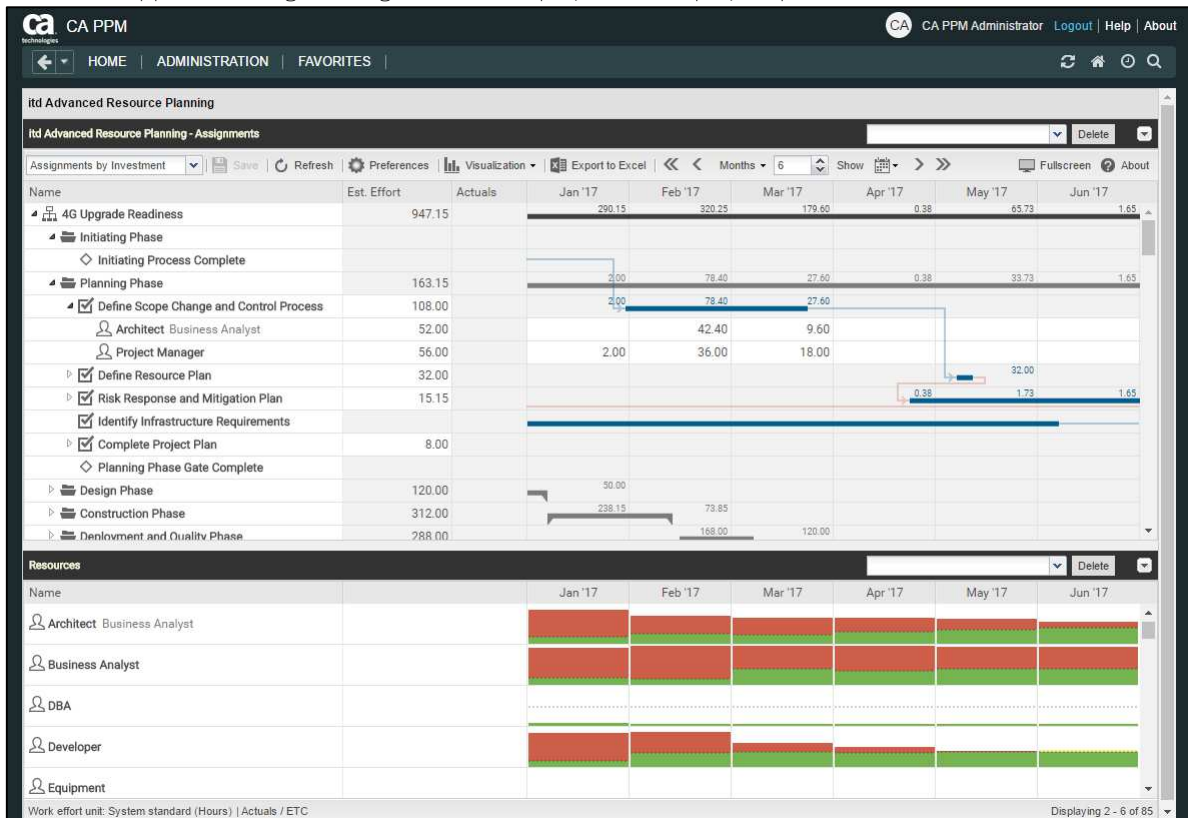 ca technologies CA PPM CA CA PPM Administrator Logout | Help | About
HOME | ADMINISTRATION | FAVORITES |
itd Advanced Resource Planning
itd Advanced Resource Planning - Assignments Delete
Assignments by Investment Save Refresh Preferences Visualization Export to Excel Months 6 Show Fullscreen About
Name Est. Effort Actuals Jan '17 Feb '17 Mar '17 Apr '17 May '17 Jun '17
4G Upgrade Readiness 947.15 290.15 320.25 179.60 0.38 65.73 1.65
Initiating Phase
Initiating Process Complete
Planning Phase 163.15 2.00 78.40 27.60 0.38 33.73 1.65
Define Scope Change and Control Process 108.00 2.00 78.40 27.60
Architect Business Analyst 52.00 42.40 9.60
Project Manager 56.00 2.00 36.00 18.00
Define Resource Plan 32.00 32.00
Risk Response and Mitigation Plan 15.15 0.38 1.73 1.65
Identify Infrastructure Requirements
Complete Project Plan 8.00
Planning Phase Gate Complete
Design Phase 120.00 50.00
Construction Phase 312.00 238.15 73.85
Deployment and Quality Phase 288.00 168.00 120.00
Resources Delete
Name Jan '17 Feb '17 Mar '17 Apr '17 May '17 Jun '17
Architect Business Analyst
Business Analyst
DBA
Developer
Equipment
Work effort unit: System standard (Hours) | Actuals / ETC Displaying 2 - 6 of 85